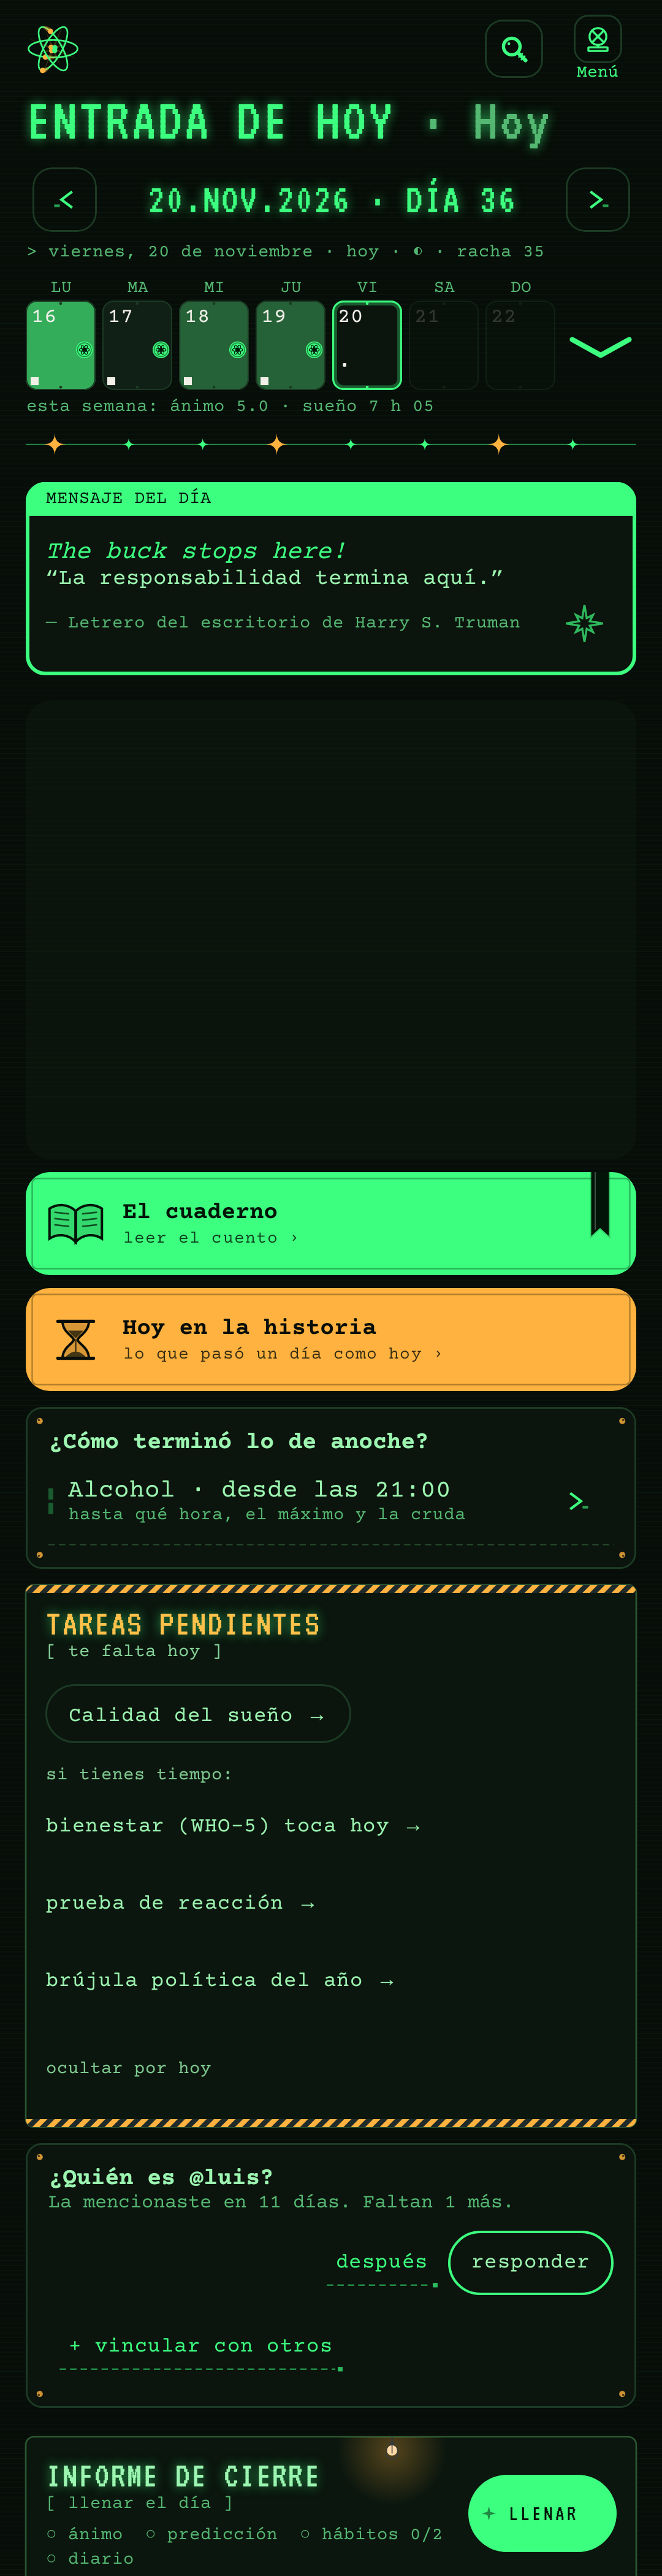 Menú
ENTRADA DE HOY · Hoy
20.NOV.2026 · DÍA 36
> viernes, 20 de noviembre · hoy · ◐ · racha 35
LU MA MI JU VI SA DO
16 17 18 19 20 21 22
esta semana: ánimo 5.0 · sueño 7 h 05
MENSAJE DEL DÍA
The buck stops here!
“La responsabilidad termina aquí.”
— Letrero del escritorio de Harry S. Truman
El cuaderno
leer el cuento ›
Hoy en la historia
lo que pasó un día como hoy ›
¿Cómo terminó lo de anoche?
Alcohol · desde las 21:00
hasta qué hora, el máximo y la cruda
TAREAS PENDIENTES
[ te falta hoy ]
Calidad del sueño →
si tienes tiempo:
bienestar (WHO-5) toca hoy →
prueba de reacción →
brújula política del año →
ocultar por hoy
¿Quién es @luis?
La mencionaste en 11 días. Faltan 1 más.
después responder
+ vincular con otros
INFORME DE CIERRE
[ llenar el día ]
LLENAR
○ ánimo ○ predicción ○ hábitos 0/2
○ diario